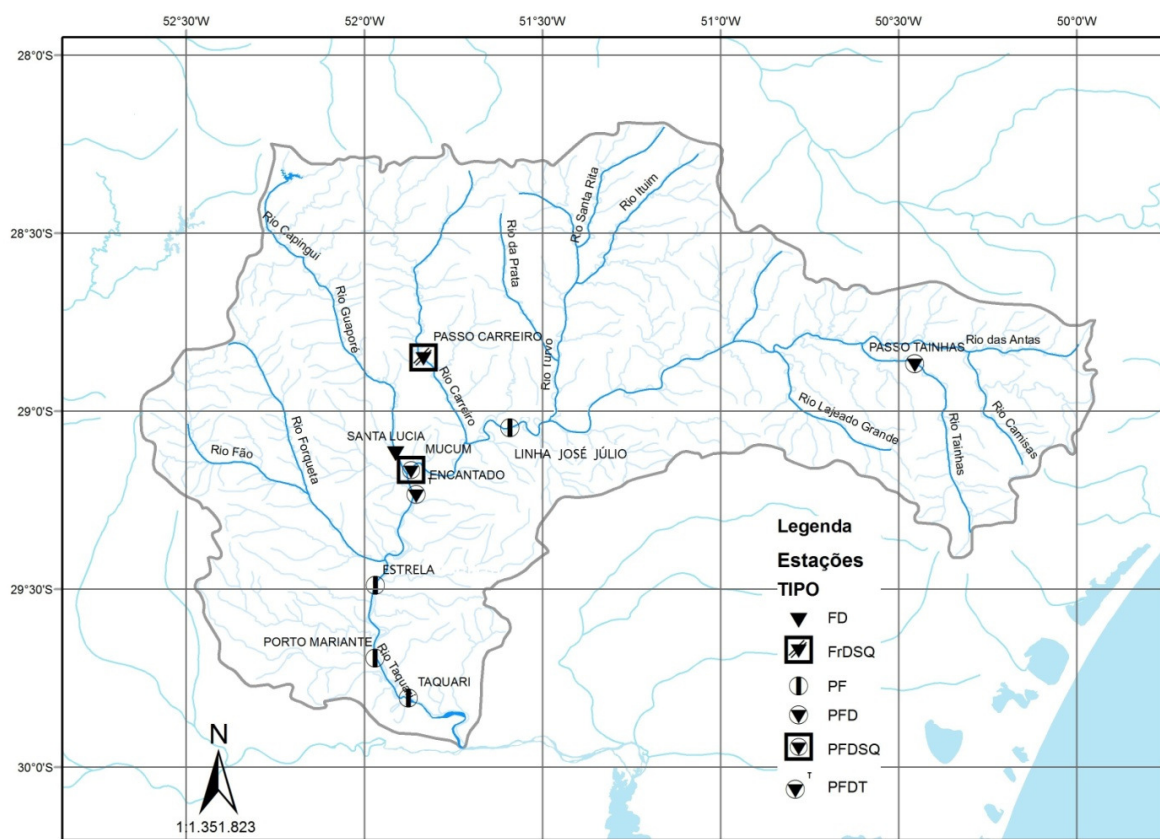 52°30'W
52°0'W
51°30'W
51°0'W
50°30'W
50°0'W
28°0'S
28°30'S
29°0'S
29°30'S
30°0'S
Rio Capingui
Rio Guaporé
Rio da Prata
Rio Santa Rita
Rio Ituim
PASSO CARREIRO
Rio Carreiro
Rio Turvo
PASSO TAINHAS
Rio das Antas
Rio Camisas
Rio Tainhas
Rio Lajeado Grande
LINHA JOSÉ JÚLIO
SANTA LUCIA
MUCUM
ENCANTADO
T
Rio Forqueta
Rio Fão
ESTRELA
PORTO MARIANTE
Rio Taquari
TAQUARI
Legenda
Estações
TIPO
FD
FrDSQ
PF
PFD
PFDSQ
T
PFDT
N
1:1.351.823